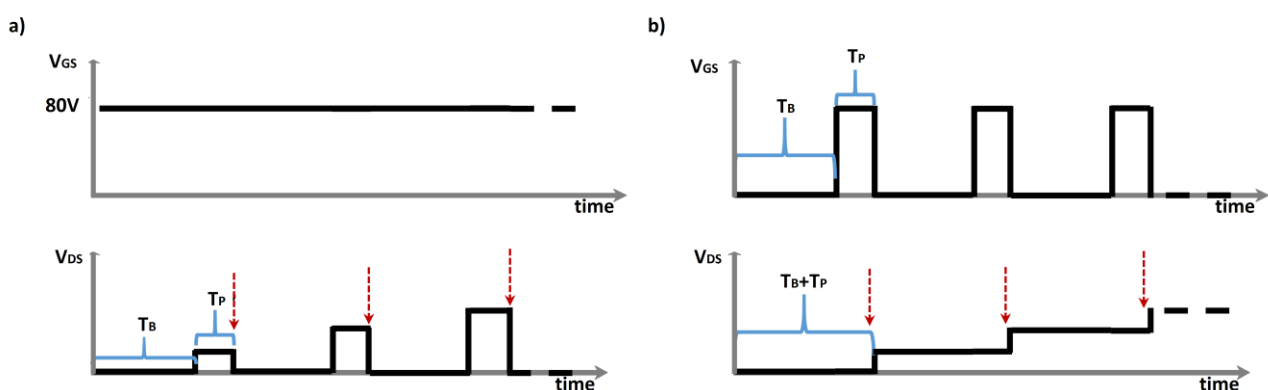 a)
VGS
80V
time
VDS
TB
TP
time
b)
VGS
TB
TP
time
VDS
TB+TP
time